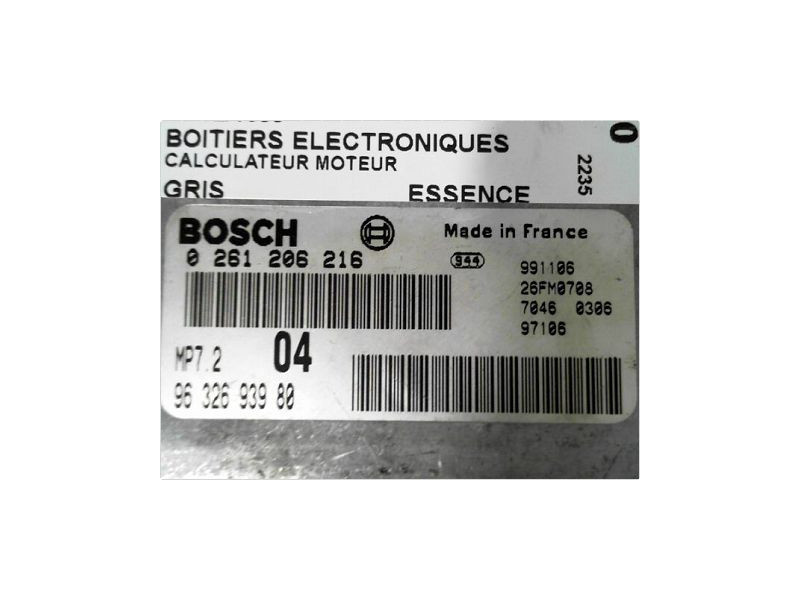 BOITIERS ELECTRONIQUES
CALCULATEUR MOTEUR
GRIS ESSENCE
0
2235
BOSCH Made in France
0 261 206 216 944 991106
26FM0708
7046 0306
97106
MP7.2 04
96 326 939 80